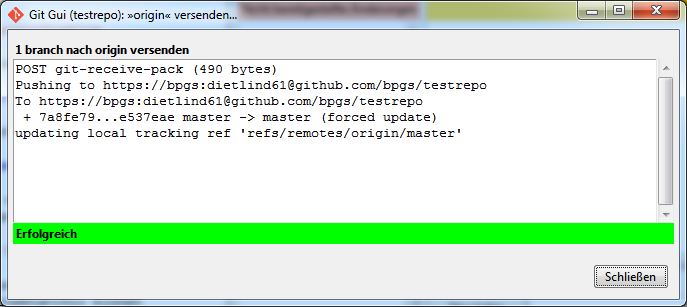 Git Gui (testrepo): »origin« versenden...
1 branch nach origin versenden
POST git-receive-pack (490 bytes)
Pushing to https://bpgs:dietlind61@github.com/bpgs/testrepo
To https://bpgs:dietlind61@github.com/bpgs/testrepo
 + 7a8fe79...e537eae master -> master (forced update)
updating local tracking ref 'refs/remotes/origin/master'
Erfolgreich
Schließen